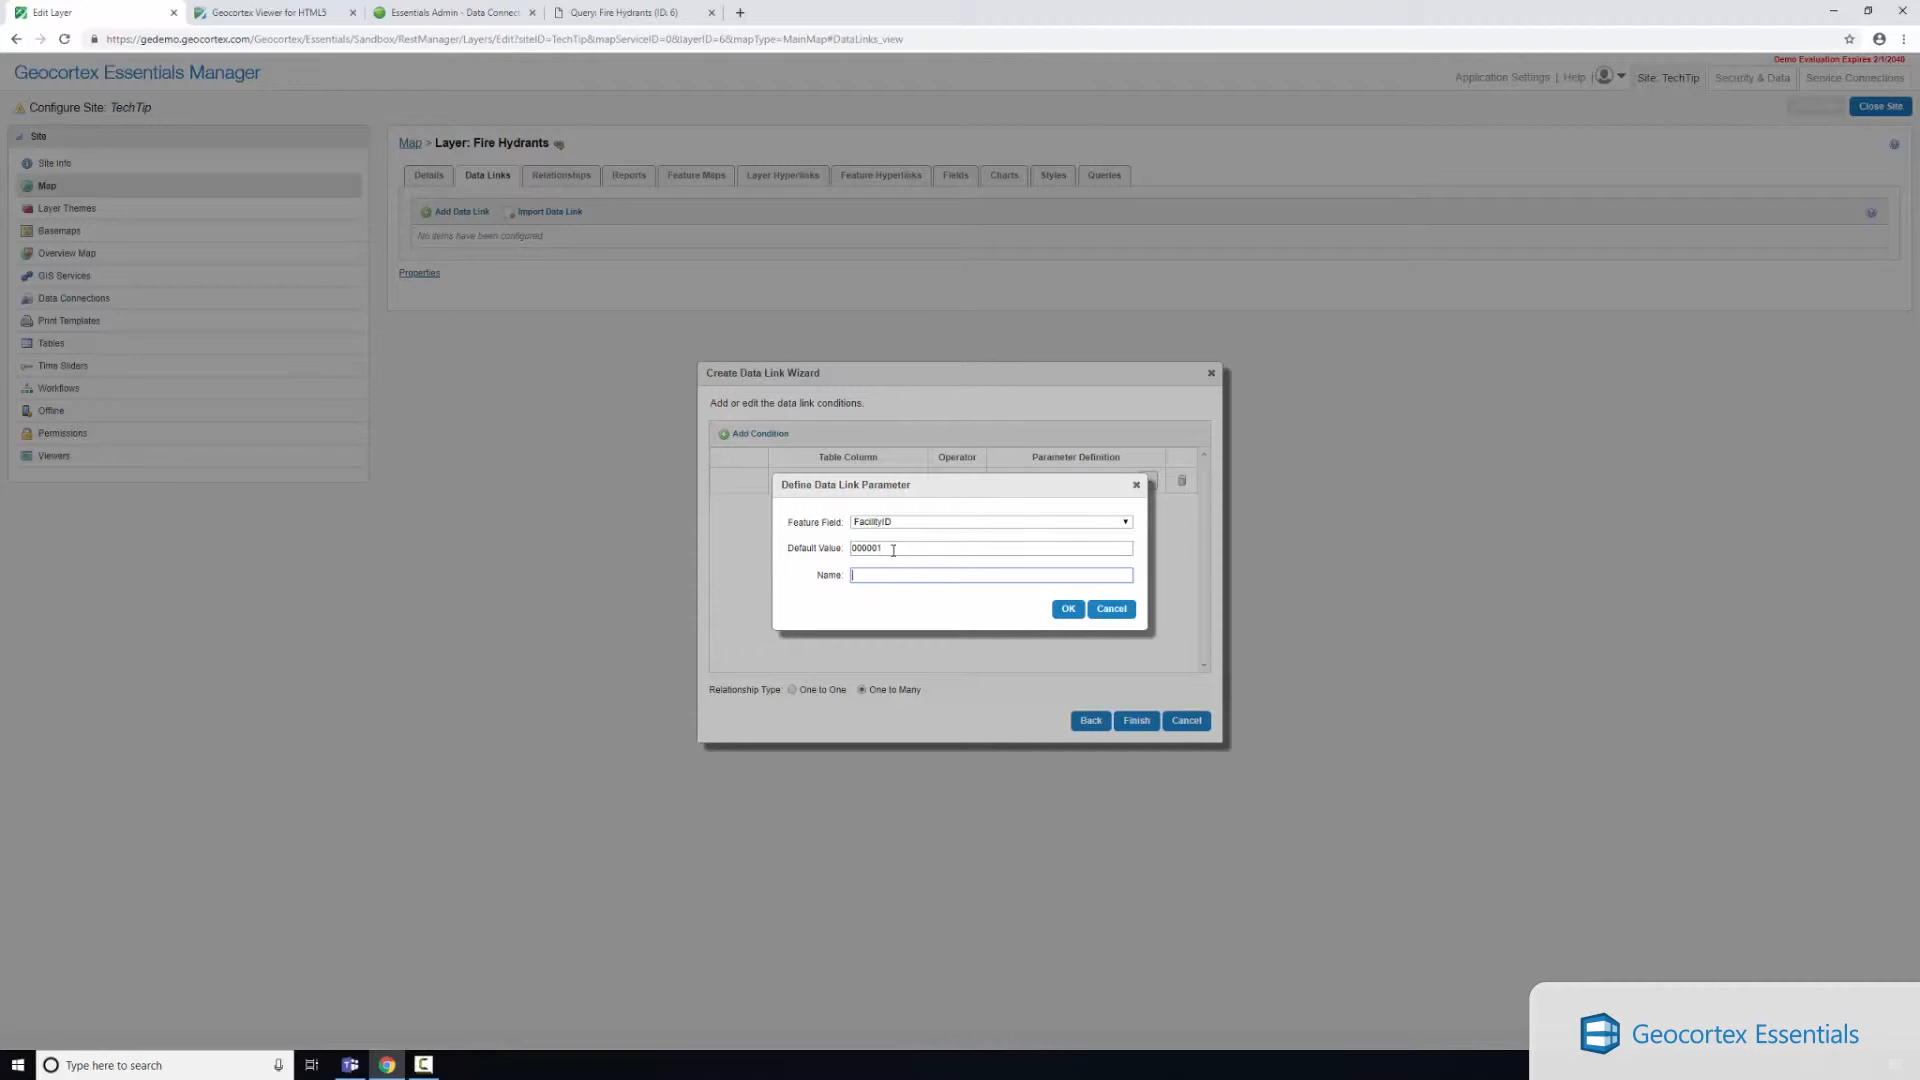 Edit Layer
Geocortex Viewer for HTML5
Essentials Admin - Data Connect
Query: Fire Hydrants (ID: 6)
https://gedemo.geocortex.com/Geocortex/Essentials/Sandbox/RestManager/Layers/Edit?siteID=TechTip&mapServiceID=0&layerID=6&mapType=MainMap#DataLinks_view
Demo Evaluation Expires 2/1/2040
Geocortex Essentials Manager
Application Settings | Help |
Site: TechTip
Security & Data
Service Connections
Configure Site: TechTip
Close Site
Site
Site Info
Map
Layer Themes
Basemaps
Overview Map
GIS Services
Data Connections
Print Templates
Tables
Time Sliders
Workflows
Offline
Permissions
Viewers
Map > Layer: Fire Hydrants
Details
Data Links
Relationships
Reports
Feature Maps
Layer Hyperlinks
Feature Hyperlinks
Fields
Charts
Styles
Queries
Add Data Link
Import Data Link
No items have been configured.
Properties
Create Data Link Wizard
Add or edit the data link conditions.
Add Condition
Table Column
Operator
Parameter Definition
Define Data Link Parameter
Feature Field: FacilityID
Default Value: 000001
Name:
OK
Cancel
Relationship Type: One to One One to Many
Back
Finish
Cancel
Geocortex Essentials
Type here to search